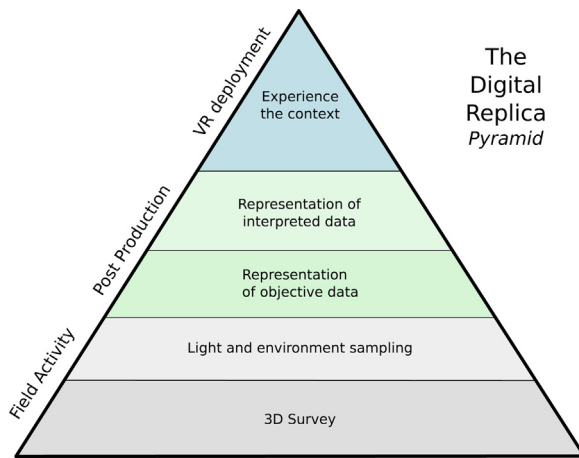 The
Digital
Replica
Pyramid
VR deployment
Experience
the context
Post Production
Representation of
interpreted data
Representation
of objective data
Field Activity
Light and environment sampling
3D Survey